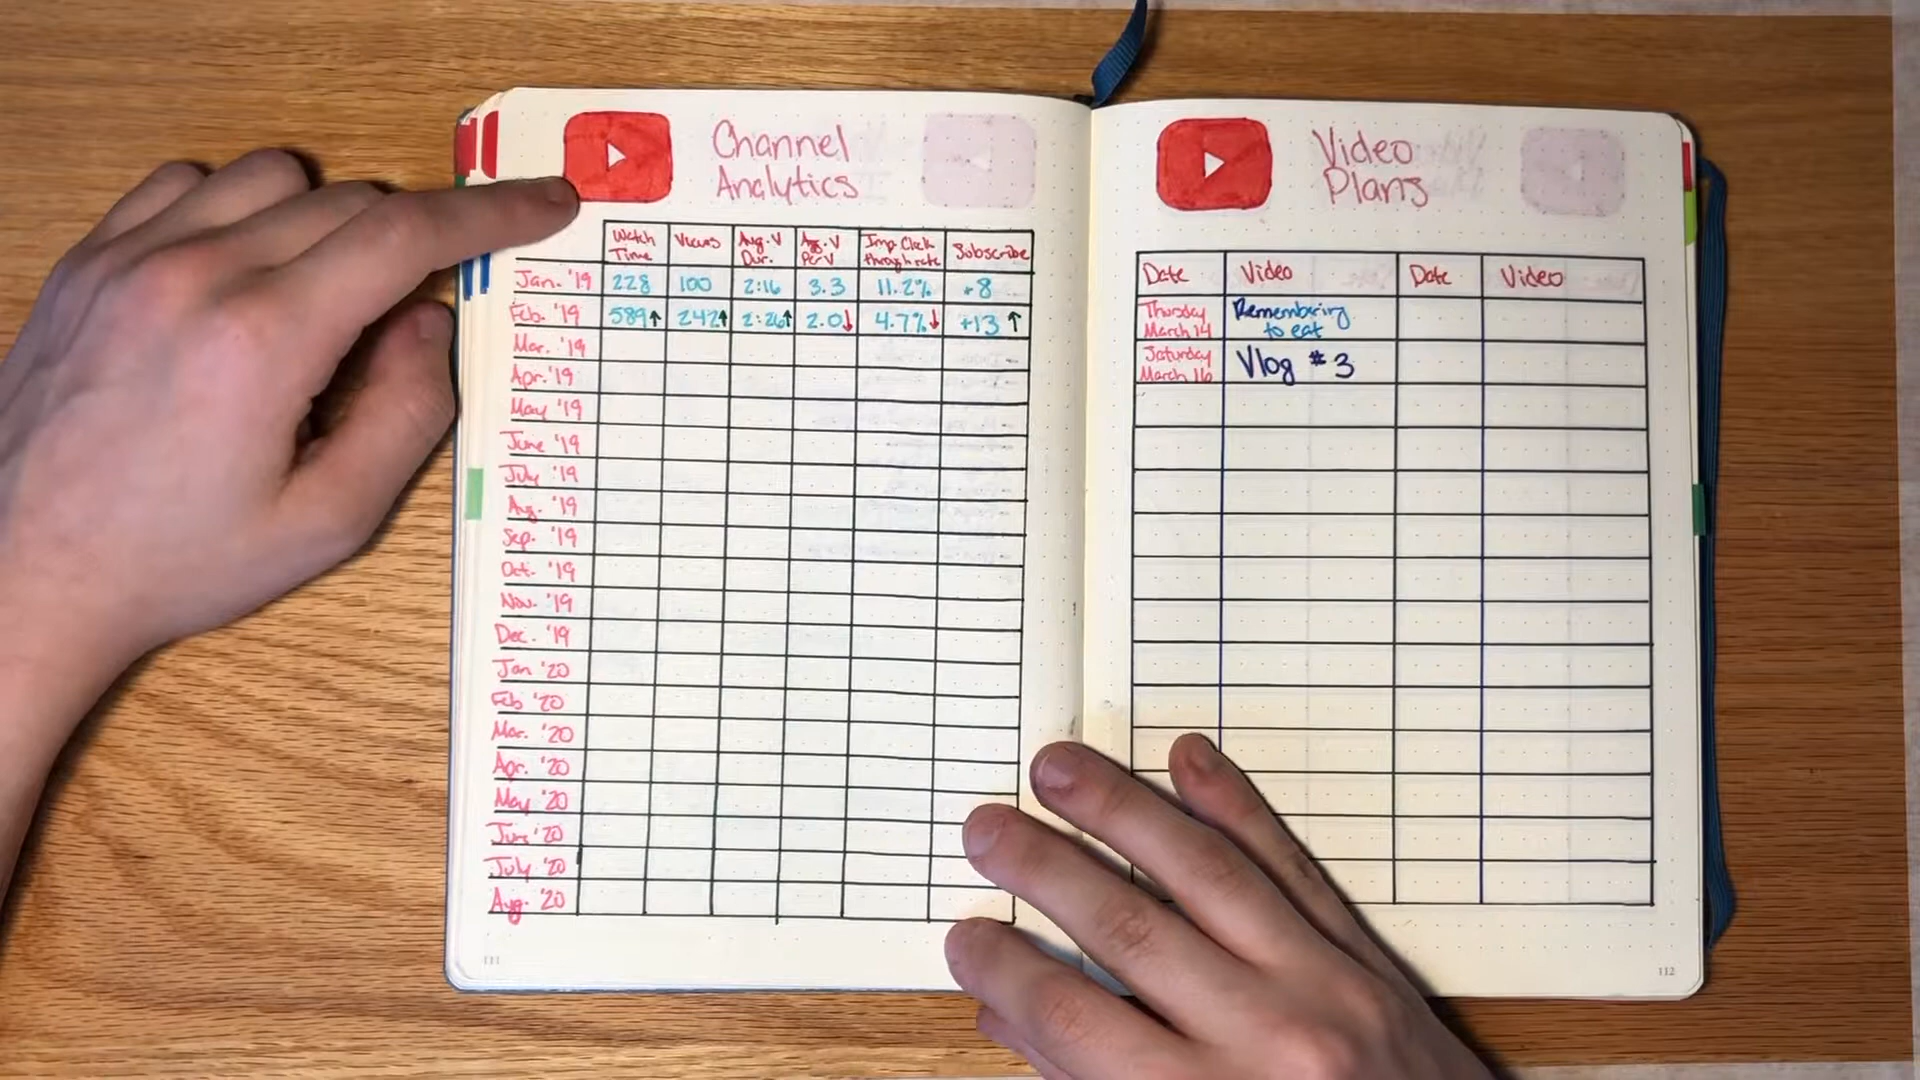 Channel
Analytics
Watch Time Views Avg. V Dur. Avg. V Per V Imp. Click through rate Subscribe
Jan. '19 228 100 2:16 3.3 11.2% +8
Feb. '19 589↑ 242↑ 2:26↑ 2.0↓ 4.7%↓ +13 ↑
Mar. '19
Apr. '19
May '19
June '19
July '19
Aug. '19
Sep. '19
Oct. '19
Nov. '19
Dec. '19
Jan '20
Feb '20
Mar. '20
Apr. '20
May '20
June '20
July '20
Aug. '20
111
Video
Plans
Date Video Date Video
Thursday March 14 Remembering to eat
Saturday March 16 Vlog #3
112